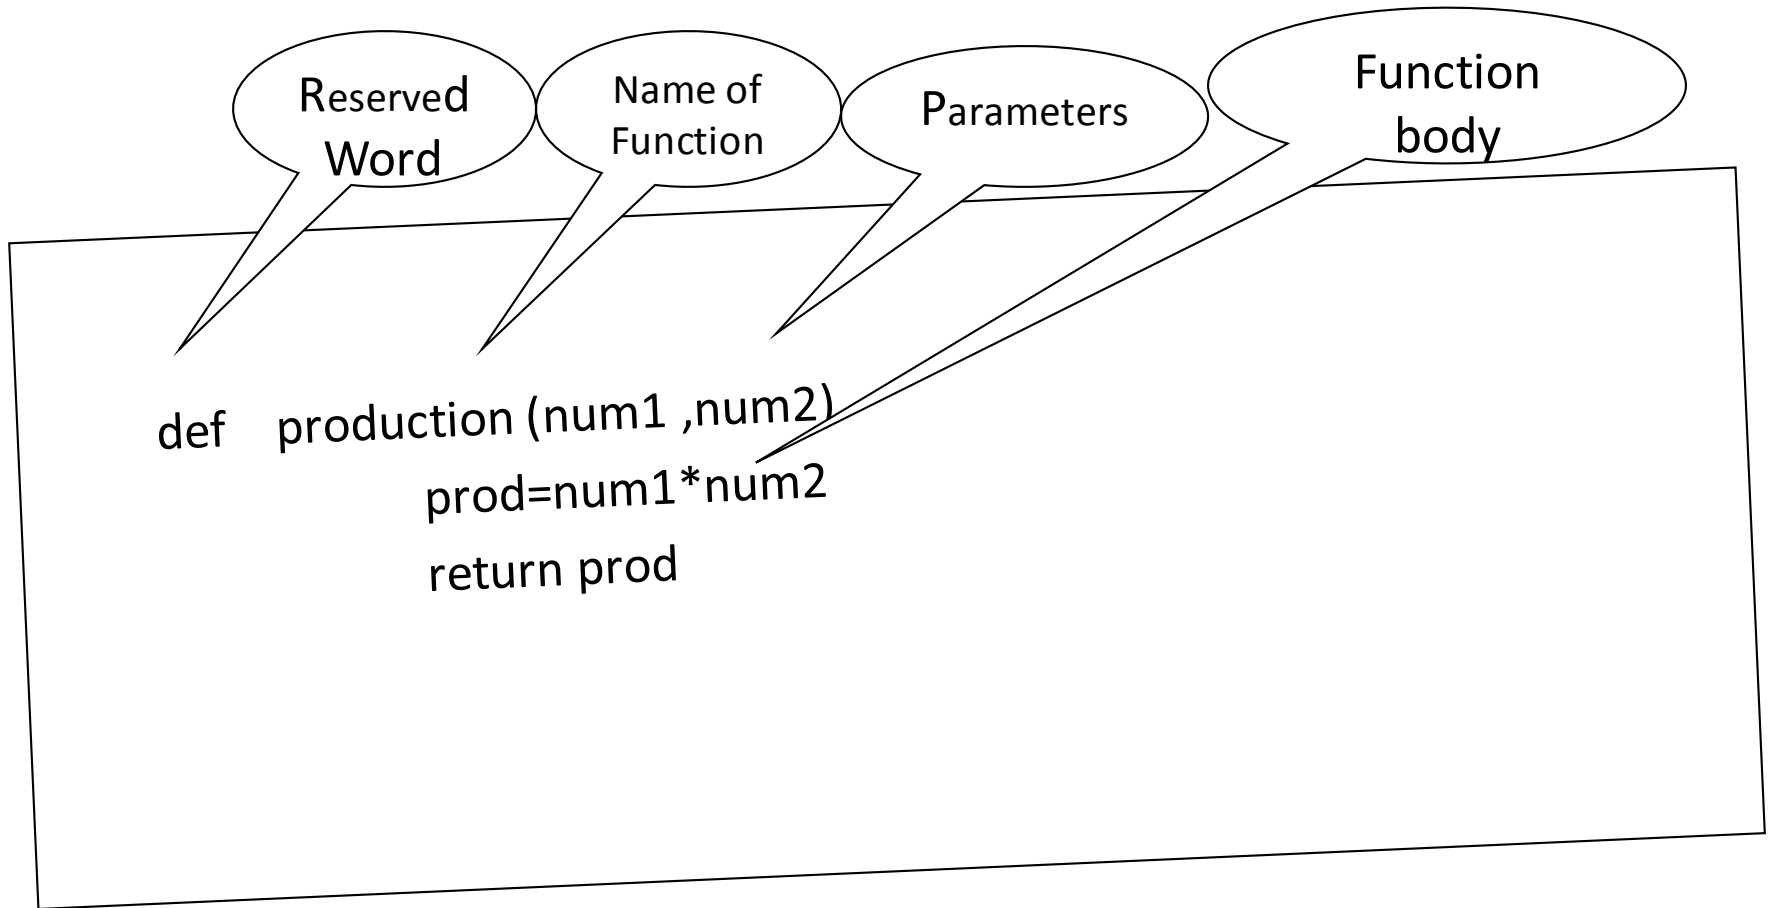 Reserved
Word
Name of
Function
Parameters
Function
body
def production (num1 ,num2)
prod=num1*num2
return prod